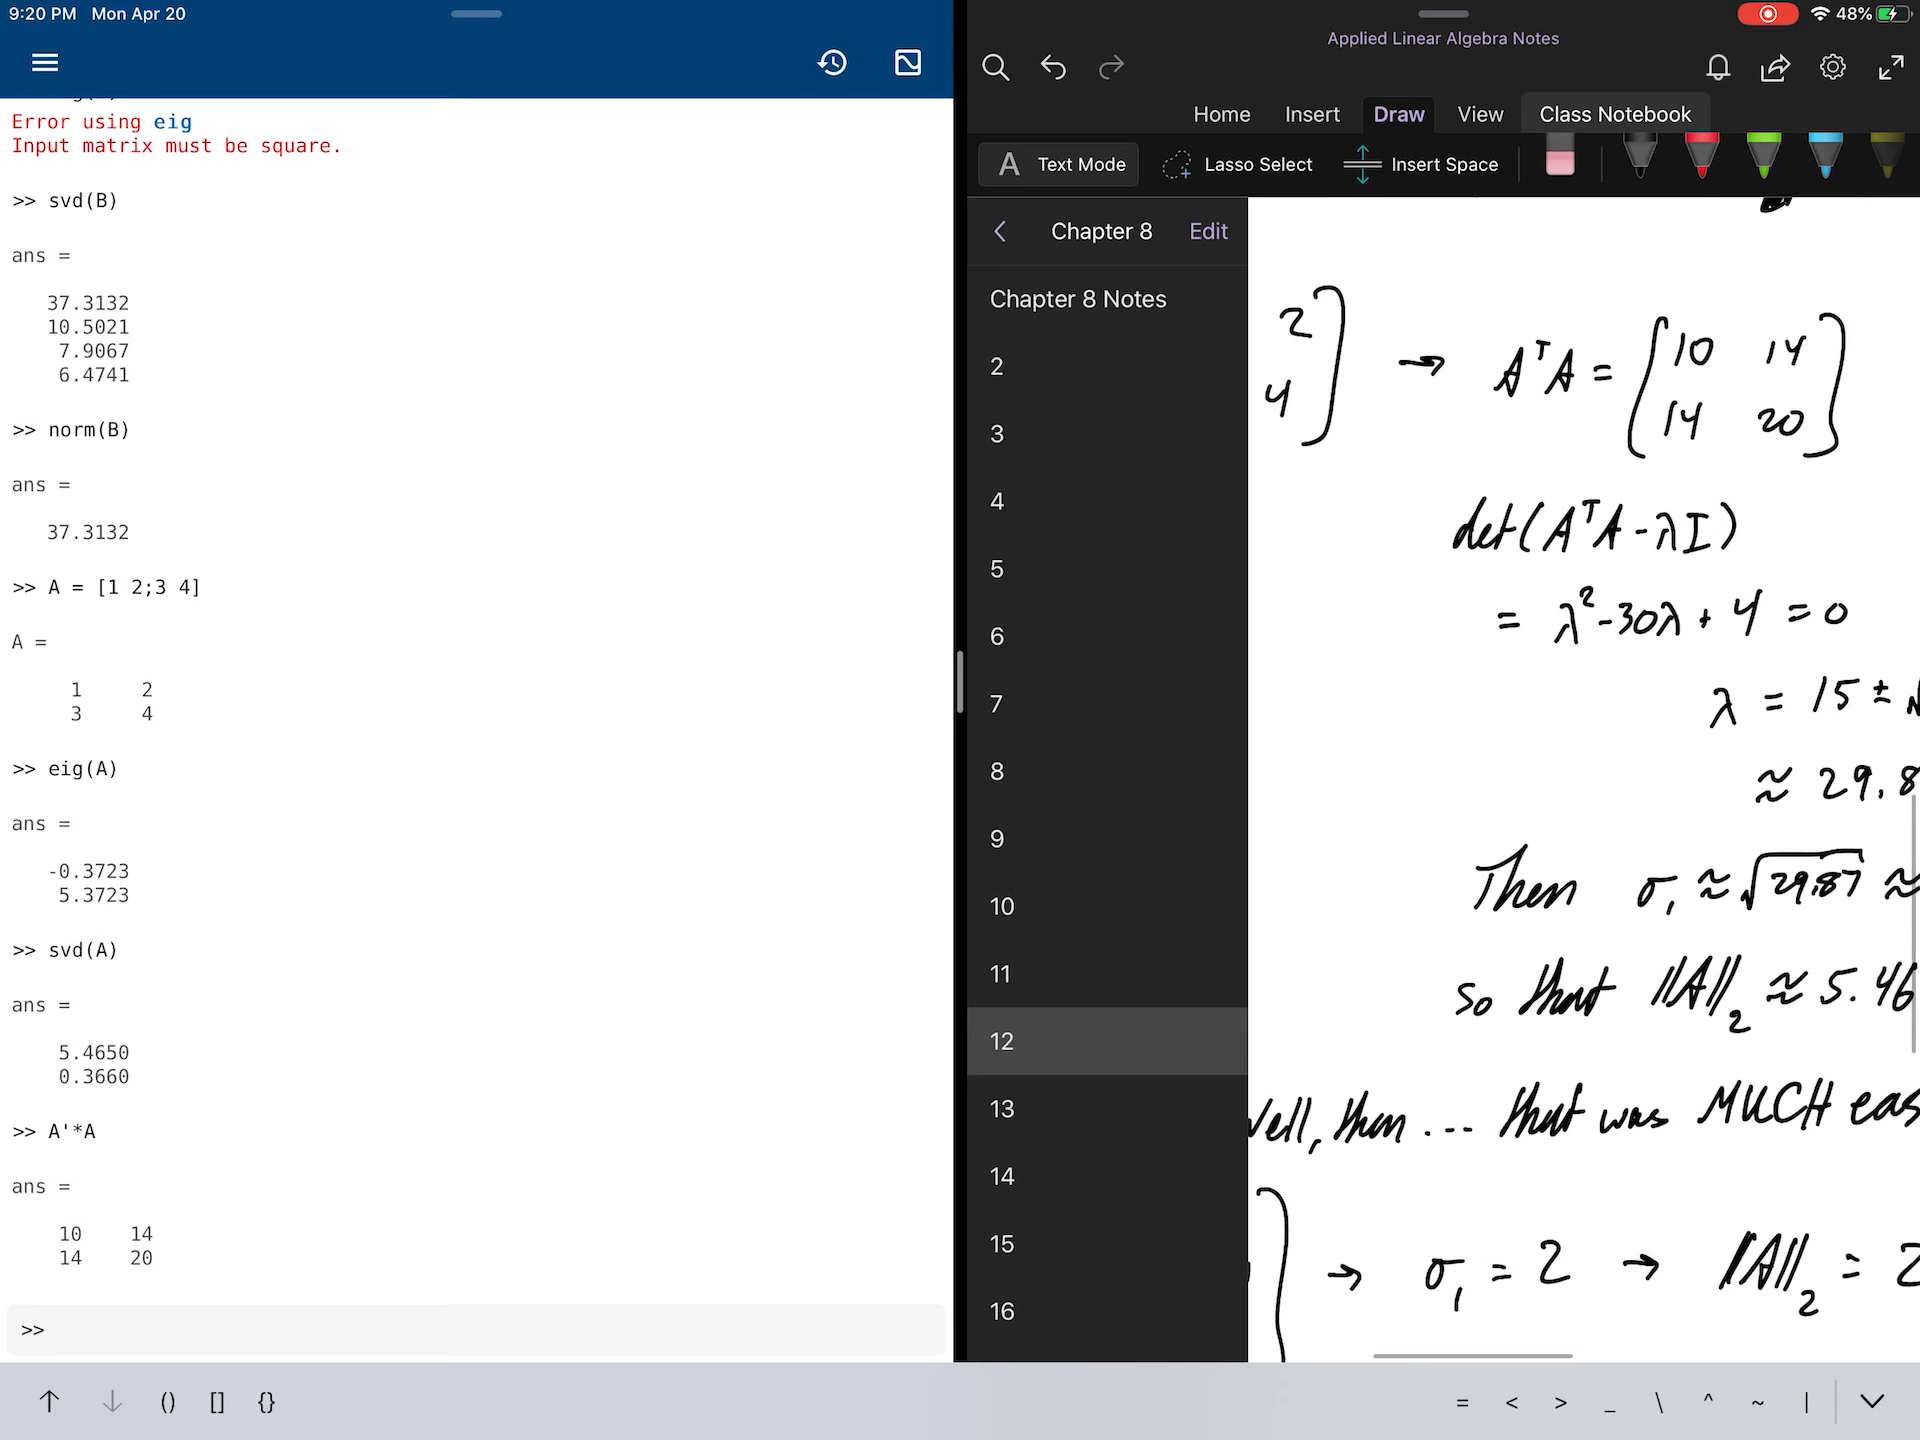 9:20 PM Mon Apr 20
Error using eig
Input matrix must be square.
>> svd(B)
ans =
37.3132
10.5021
7.9067
6.4741
>> norm(B)
ans =
37.3132
>> A = [1 2;3 4]
A =
1 2
3 4
>> eig(A)
ans =
-0.3723
5.3723
>> svd(A)
ans =
5.4650
0.3660
>> A'*A
ans =
10 14
14 20
>>
() [] {}
48%
Applied Linear Algebra Notes
Home Insert Draw View Class Notebook
A Text Mode Lasso Select Insert Space
Chapter 8 Edit
Chapter 8 Notes
2
3
4
5
6
7
8
9
10
11
12
13
14
15
16
2
4
→ AᵀA = [10 14
14 20]
det(AᵀA - λI)
= λ² - 30λ + 4 = 0
λ = 15 ±
≈ 29.8
Then σ₁ ≈ √29.87 ≈
so that ||A||₂ ≈ 5.46
Well, then ... that was MUCH eas
→ σ₁ = 2 → ||A||₂ = 2
= < > _ \ ^ ~ |